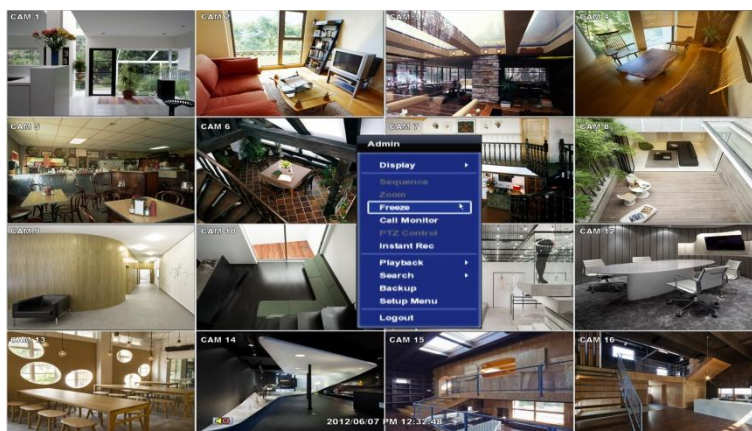 CAM 1
CAM 2
CAM 3
CAM 4
CAM 5
CAM 6
CAM 7
CAM 8
Admin
Display
Sequence
Zoom
Freeze
Call Monitor
PTZ Control
Instant Rec
Playback
Search
Backup
Setup Menu
Logout
CAM 9
CAM 10
CAM 12
CAM 13
CAM 14
CAM 15
CAM 16
2012/06/07 PM 12:32:48